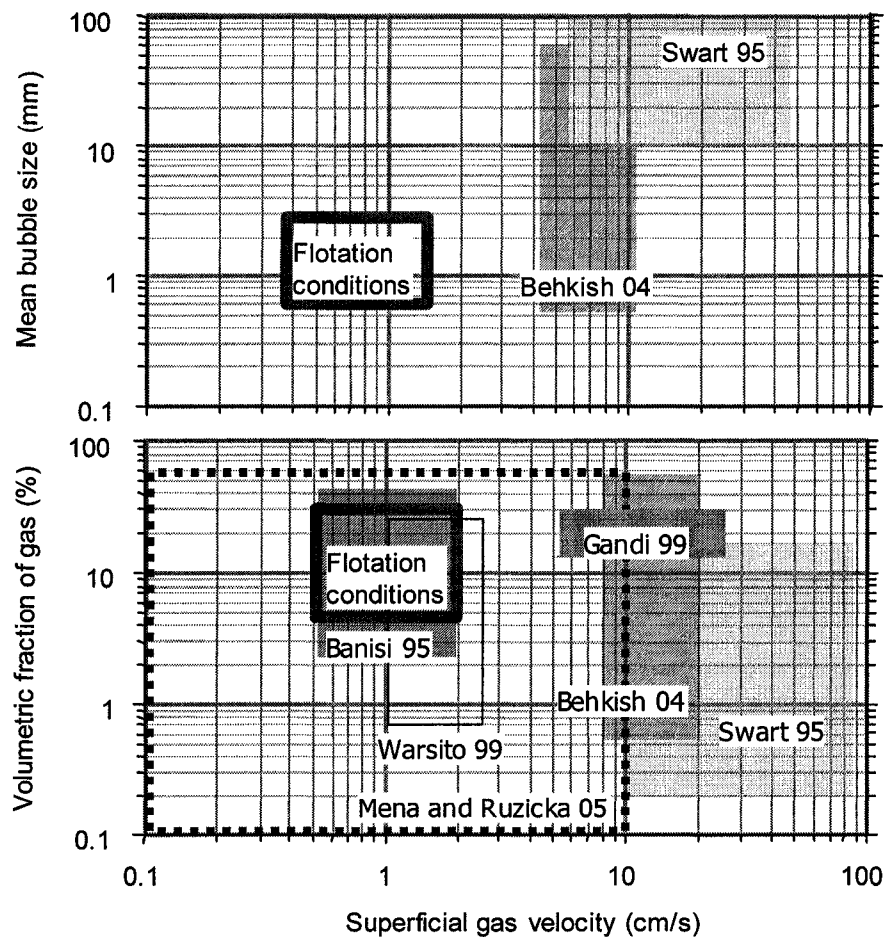 100
10
1
0.1
Mean bubble size (mm)
Swart 95
Flotation
conditions
Behkish 04
100
10
1
0.1
Volumetric fraction of gas (%)
Gandi 99
Flotation
conditions
Banisi 95
Behkish 04
Swart 95
Warsito 99
Mena and Ruzicka 05
0.1
1
10
100
Superficial gas velocity (cm/s)